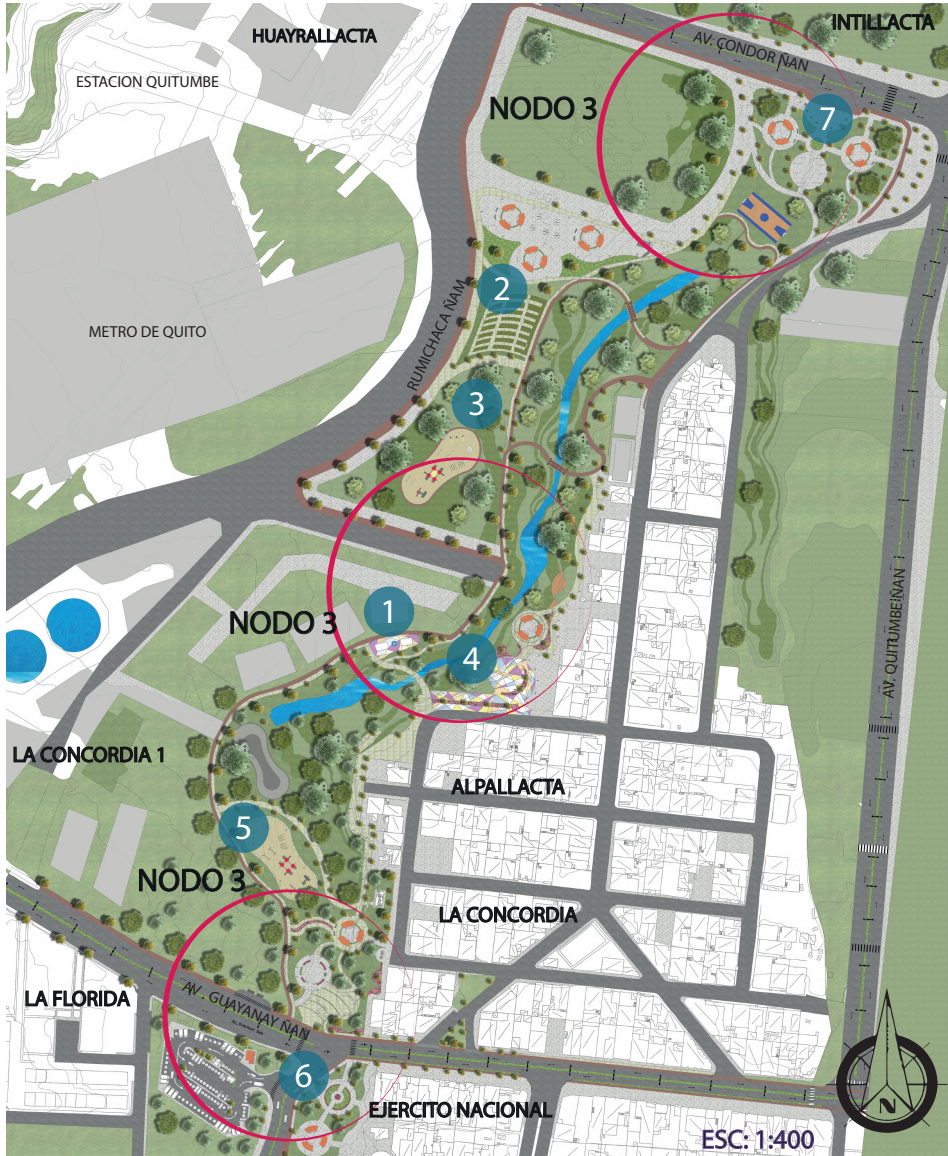 HUAYRALLACTA
INTILLACTA
AV. CONDOR ÑAN
ESTACION QUITUMBE
NODO 3
7
2
RUMICHACA ÑAM
METRO DE QUITO
3
AV. QUITUMBE ÑAN
1
NODO 3
4
LA CONCORDIA 1
ALPALLACTA
5
NODO 3
LA CONCORDIA
LA FLORIDA
AV. GUAYANAY ÑAN
6
EJERCITO NACIONAL
N
ESC: 1:400